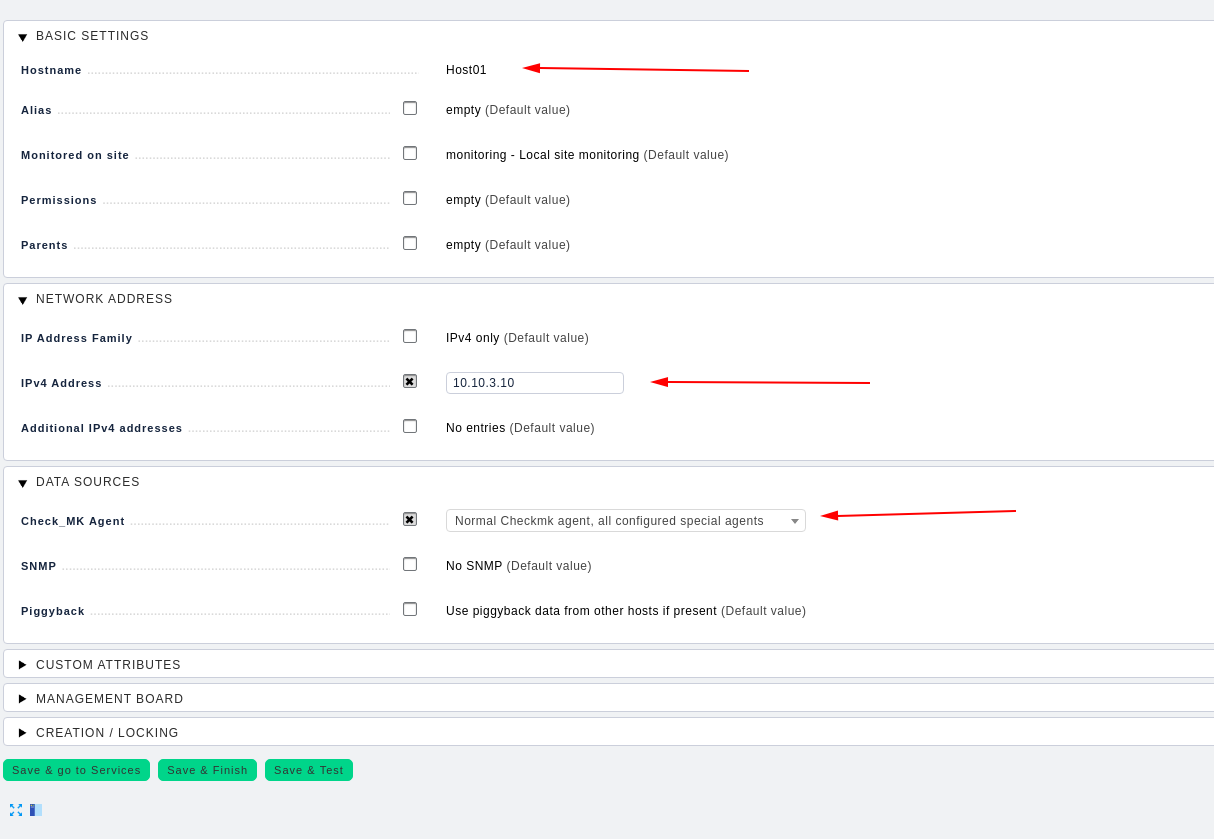 BASIC SETTINGS
Hostname Host01
Alias empty (Default value)
Monitored on site monitoring - Local site monitoring (Default value)
Permissions empty (Default value)
Parents empty (Default value)
NETWORK ADDRESS
IP Address Family IPv4 only (Default value)
IPv4 Address 10.10.3.10
Additional IPv4 addresses No entries (Default value)
DATA SOURCES
Check_MK Agent Normal Checkmk agent, all configured special agents
SNMP No SNMP (Default value)
Piggyback Use piggyback data from other hosts if present (Default value)
CUSTOM ATTRIBUTES
MANAGEMENT BOARD
CREATION / LOCKING
Save & go to Services Save & Finish Save & Test